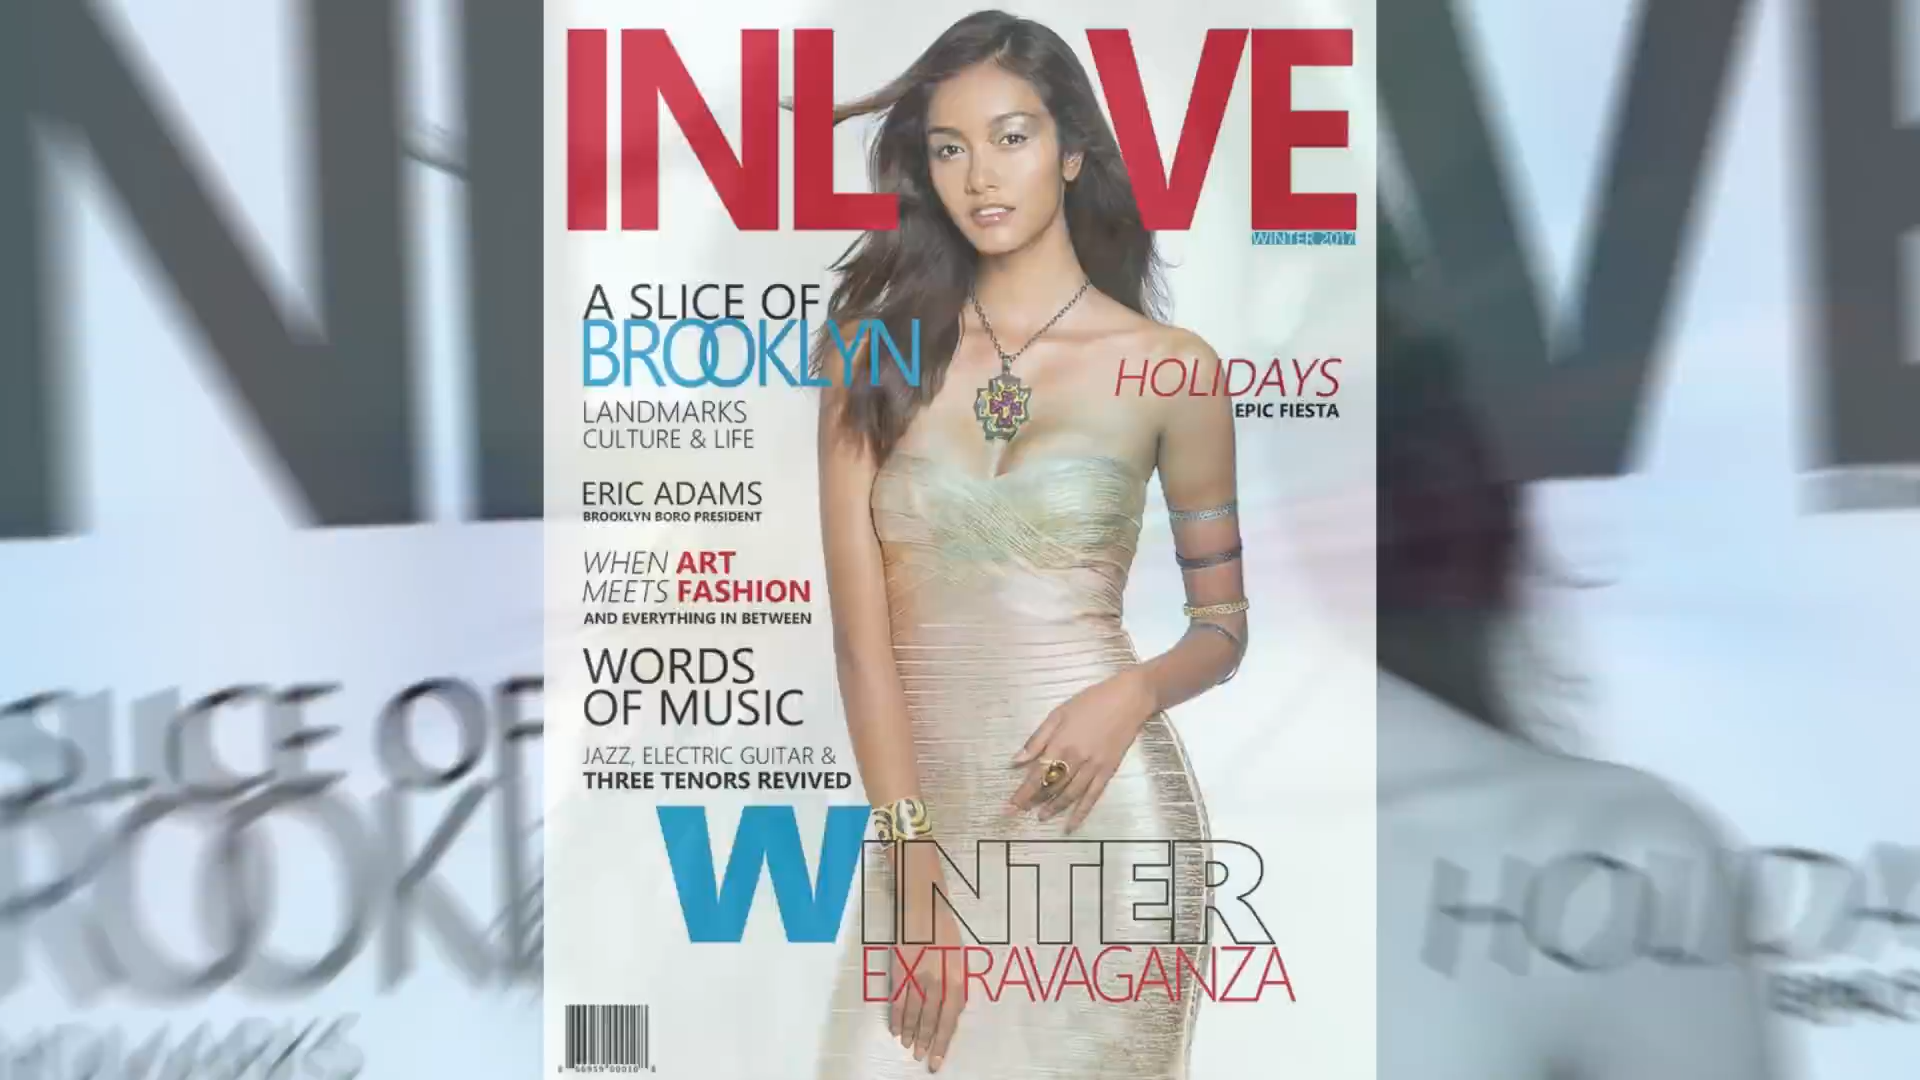 INLOVE
WINTER 2017
A SLICE OF
BROOKLYN
LANDMARKS
CULTURE & LIFE
HOLIDAYS
EPIC FIESTA
ERIC ADAMS
BROOKLYN BORO PRESIDENT
WHEN ART
MEETS FASHION
AND EVERYTHING IN BETWEEN
WORDS
OF MUSIC
JAZZ, ELECTRIC GUITAR &
THREE TENORS REVIVED
WINTER
EXTRAVAGANZA